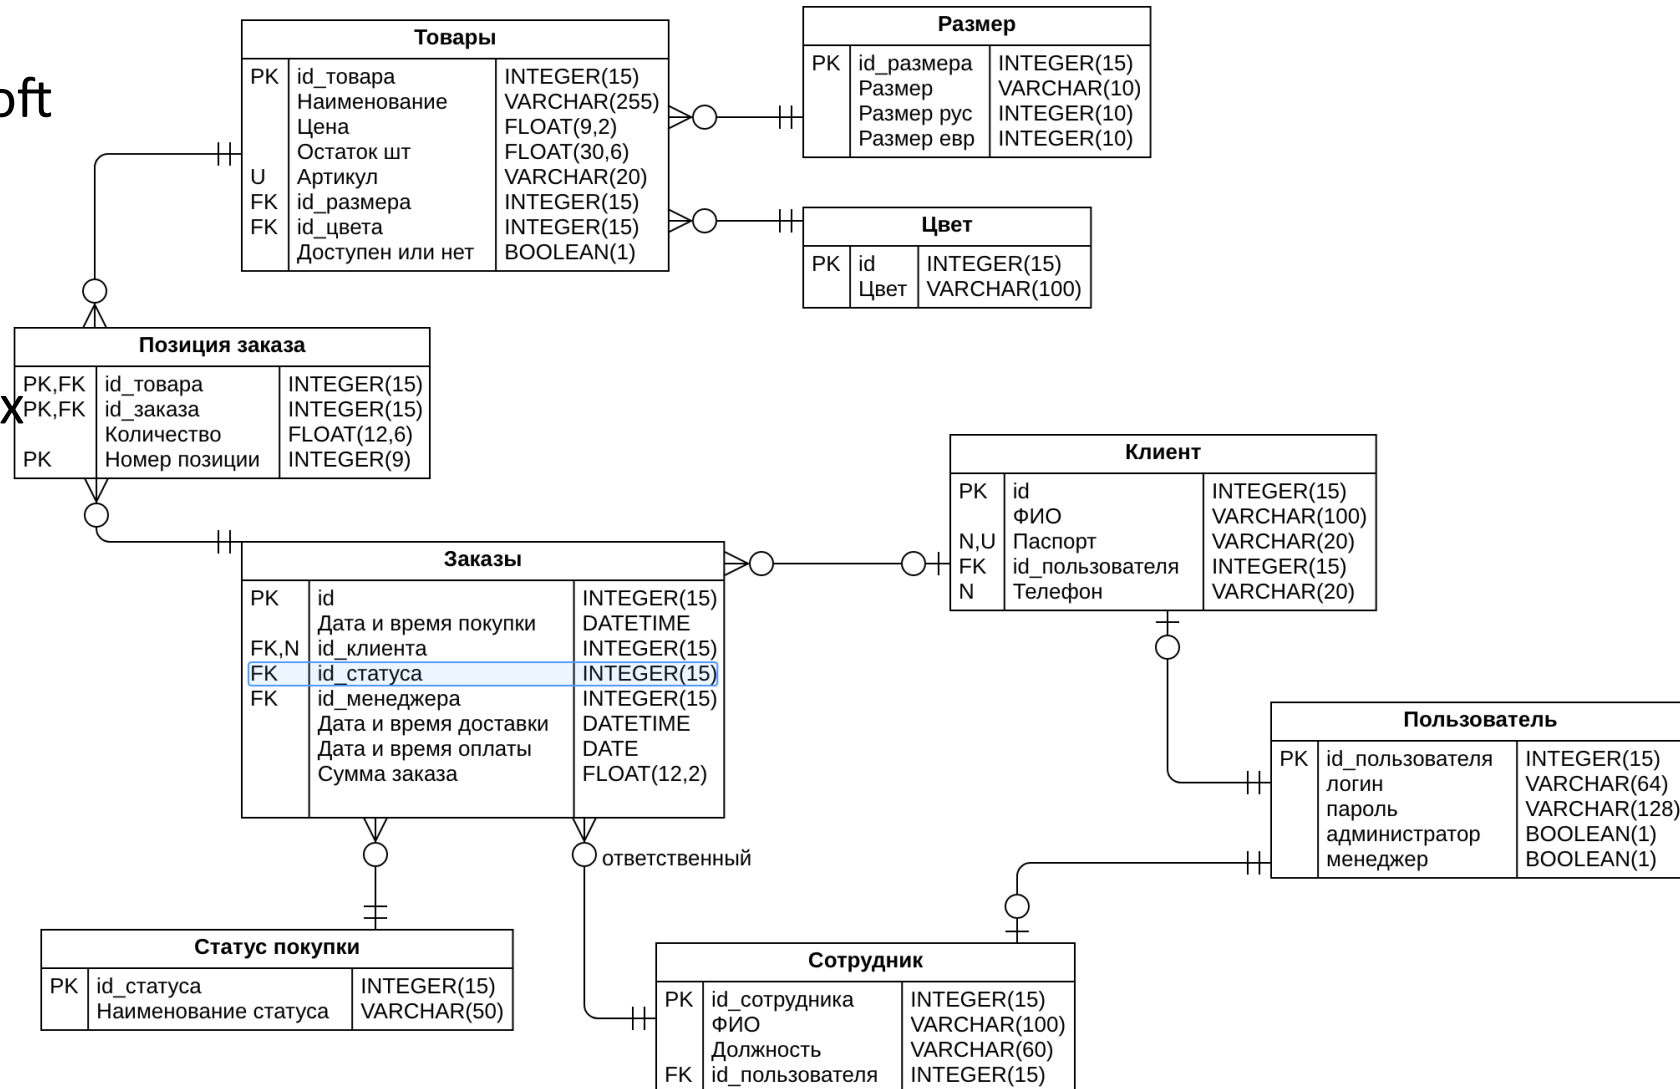 oft
Товары
PK id_товара INTEGER(15)
Наименование VARCHAR(255)
Цена FLOAT(9,2)
Остаток шт FLOAT(30,6)
U Артикул VARCHAR(20)
FK id_размера INTEGER(15)
FK id_цвета INTEGER(15)
Доступен или нет BOOLEAN(1)
Размер
PK id_размера INTEGER(15)
Размер VARCHAR(10)
Размер рус INTEGER(10)
Размер евр INTEGER(10)
Цвет
PK id INTEGER(15)
Цвет VARCHAR(100)
Позиция заказа
PK,FK id_товара INTEGER(15)
x
PK,FK id_заказа INTEGER(15)
Количество FLOAT(12,6)
PK Номер позиции INTEGER(9)
Клиент
PK id INTEGER(15)
ФИО VARCHAR(100)
N,U Паспорт VARCHAR(20)
FK id_пользователя INTEGER(15)
N Телефон VARCHAR(20)
Заказы
PK id INTEGER(15)
Дата и время покупки DATETIME
FK,N id_клиента INTEGER(15)
FK id_статуса INTEGER(15)
FK id_менеджера INTEGER(15)
Дата и время доставки DATETIME
Дата и время оплаты DATE
Сумма заказа FLOAT(12,2)
ответственный
Пользователь
PK id_пользователя INTEGER(15)
логин VARCHAR(64)
пароль VARCHAR(128)
администратор BOOLEAN(1)
менеджер BOOLEAN(1)
Статус покупки
PK id_статуса INTEGER(15)
Наименование статуса VARCHAR(50)
Сотрудник
PK id_сотрудника INTEGER(15)
ФИО VARCHAR(100)
Должность VARCHAR(60)
FK id_пользователя INTEGER(15)